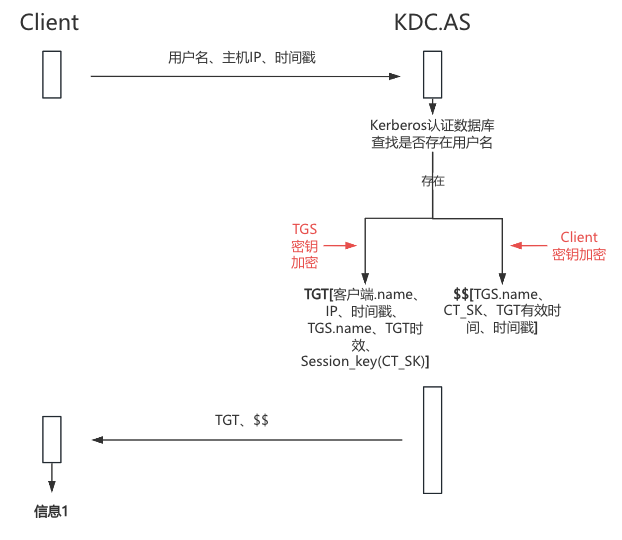 Client
KDC.AS
用户名、主机IP、时间戳
Kerberos认证数据库
查找是否存在用户名
存在
TGS
密钥
加密
Client
密钥加密
TGT[客户端.name、
IP、时间戳、
TGS.name、TGT时
效、
Session_key(CT_SK)]
$$[TGS.name、
CT_SK、TGT有效时
间、时间戳]
TGT、$$
信息1